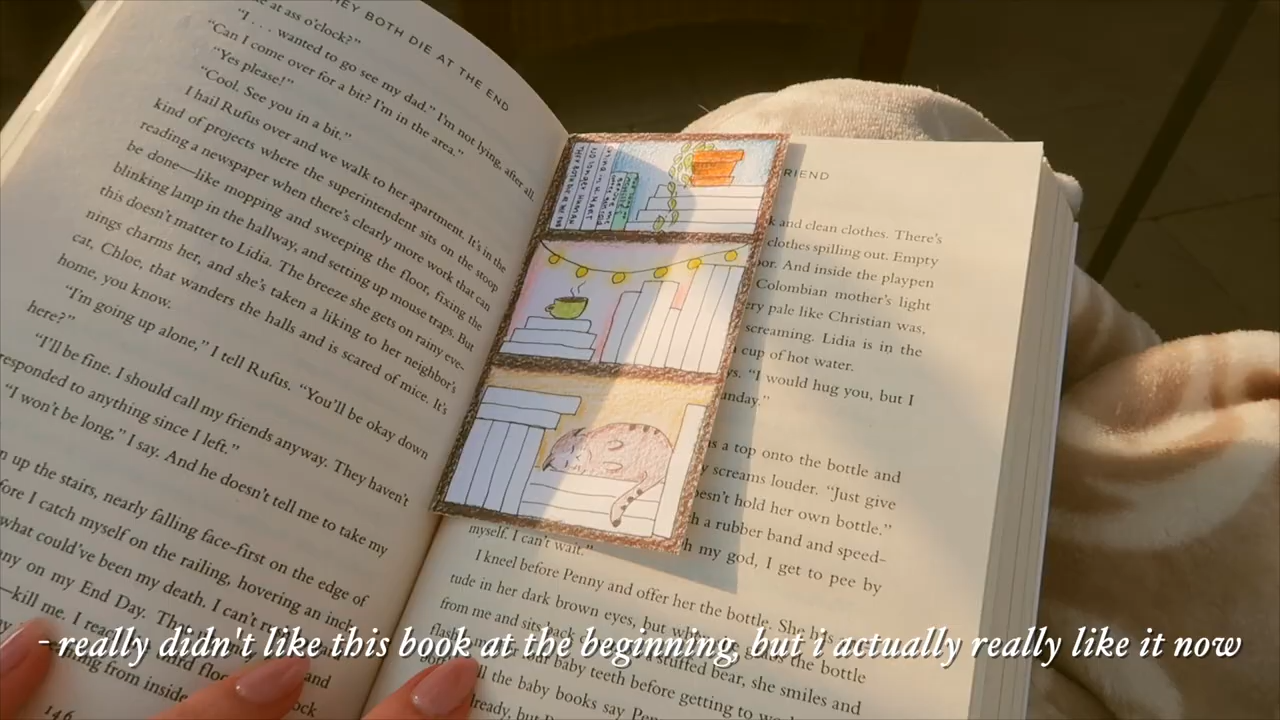 THEY BOTH DIE AT THE END
at ass o'clock?"
"I . . . wanted to go see my dad." I'm not lying, after all.
"Can I come over for a bit? I'm in the area."
"Yes please!"
"Cool. See you in a bit."
I hail Rufus over and we walk to her apartment. It's in the
kind of projects where the superintendent sits on the stoop
reading a newspaper when there's clearly more work that can
be done—like mopping and sweeping the floor, fixing the
blinking lamp in the hallway, and setting up mouse traps. But
this doesn't matter to Lidia. The breeze she gets on rainy eve-
nings charms her, and she's taken a liking to her neighbor's
cat, Chloe, that wanders the halls and is scared of mice. It's
home, you know.
"I'm going up alone," I tell Rufus. "You'll be okay down
here?"
"I'll be fine. I should call my friends anyway. They haven't
responded to anything since I left."
"I won't be long," I say. And he doesn't tell me to take my
up the stairs, nearly falling face-first on the edge of
I catch myself on the railing, hovering an inch
what could've been my death. I can't
on my End Day.
—kill me. I
and
from inside
146
FRIEND
and clean clothes. There's
clothes spilling out. Empty
And inside the playpen
Colombian mother's light
pale like Christian was.
screaming. Lidia is in the
cup of hot water.
"I would hug you, but I
a top onto the bottle and
screams louder. "Just give
hold her own bottle."
a rubber band and speed-
my god, I get to pee by
myself. I can't wait."
I kneel before Penny and offer her the bottle. She
tude in her dark brown eyes, but
from me and sits back
the bottle
a stuffed bear, she smiles and
baby teeth before getting to
all the baby books say
- really didn't like this book at the beginning, but i actually really like it now